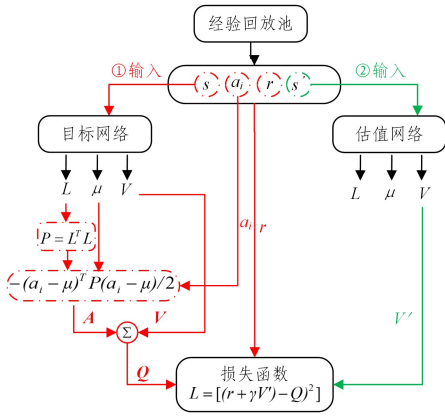 经验回放池
①输入
②输入
s a_i r s'
目标网络
估值网络
L μ V
L μ V
P = L^T L
a_i r
-(a_i - μ)^T P(a_i - μ)/2
A V
Σ
V'
Q
损失函数
L = [(r + γV') - Q)^2]